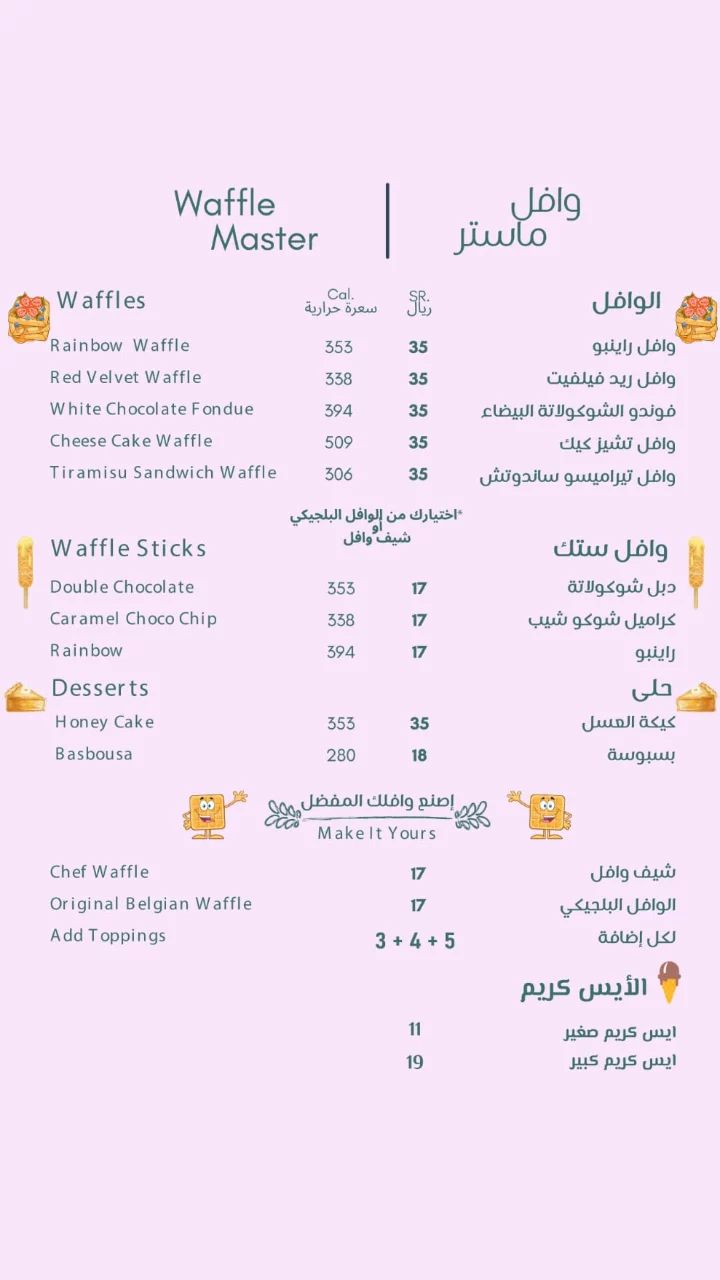 Waffle
Master
وافل
ماستر
Waffles Cal. SR. الوافل
سعرة حرارية ريال
Rainbow Waffle 353 35 وافل راينبو
Red Velvet Waffle 338 35 وافل ريد فيلفيت
White Chocolate Fondue 394 35 فوندو الشوكولاتة البيضاء
Cheese Cake Waffle 509 35 وافل تشيز كيك
Tiramisu Sandwich Waffle 306 35 وافل تيراميسو ساندوتش
*اختيارك من الوافل البلجيكي
أو
شيف وافل
Waffle Sticks وافل ستك
Double Chocolate 353 17 دبل شوكولاتة
Caramel Choco Chip 338 17 كراميل شوكو شيب
Rainbow 394 17 راينبو
Desserts حلى
Honey Cake 353 35 كيكة العسل
Basbousa 280 18 بسبوسة
إصنع وافلك المفضل
Make It Yours
Chef Waffle 17 شيف وافل
Original Belgian Waffle 17 الوافل البلجيكي
Add Toppings 3 + 4 + 5 لكل إضافة
الأيس كريم
11 ايس كريم صغير
19 ايس كريم كبير